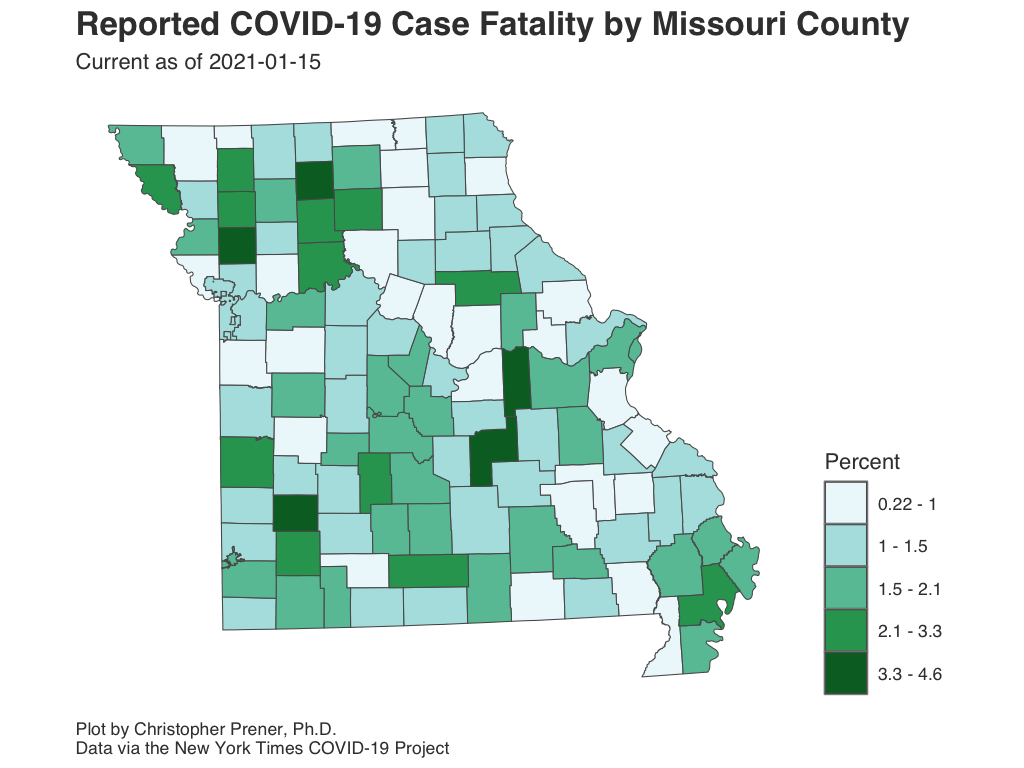 Reported COVID-19 Case Fatality by Missouri County
Current as of 2021-01-15
Percent
0.22 - 1
1 - 1.5
1.5 - 2.1
2.1 - 3.3
3.3 - 4.6
Plot by Christopher Prener, Ph.D.
Data via the New York Times COVID-19 Project